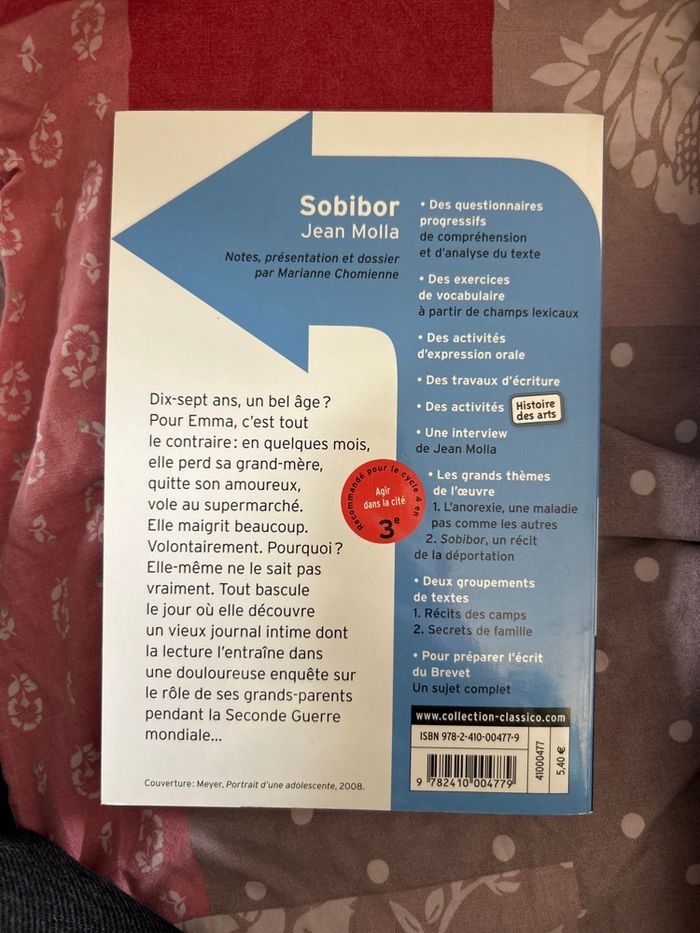 Sobibor
Jean Molla
Notes, présentation et dossier
par Marianne Chomienne
Dix-sept ans, un bel âge ?
Pour Emma, c'est tout
le contraire : en quelques mois,
elle perd sa grand-mère,
quitte son amoureux,
vole au supermarché.
Elle maigrit beaucoup.
Volontairement. Pourquoi ?
Elle-même ne le sait pas
vraiment. Tout bascule
le jour où elle découvre
un vieux journal intime dont
la lecture l'entraîne dans
une douloureuse enquête sur
le rôle de ses grands-parents
pendant la Seconde Guerre
mondiale...
Couverture : Meyer, Portrait d'une adolescente, 2008.
Recommandé pour le cycle 4 en
Agir
dans la cité
3e
• Des questionnaires
progressifs
de compréhension
et d'analyse du texte
• Des exercices
de vocabulaire
à partir de champs lexicaux
• Des activités
d'expression orale
• Des travaux d'écriture
• Des activités Histoire
des arts
• Une interview
de Jean Molla
• Les grands thèmes
de l'œuvre
1. L'anorexie, une maladie
pas comme les autres
2. Sobibor, un récit
de la déportation
• Deux groupements
de textes
1. Récits des camps
2. Secrets de famille
• Pour préparer l'écrit
du Brevet
Un sujet complet
www.collection-classico.com
ISBN 978-2-410-00477-9
9 782410 004779
41000477
5,40 €